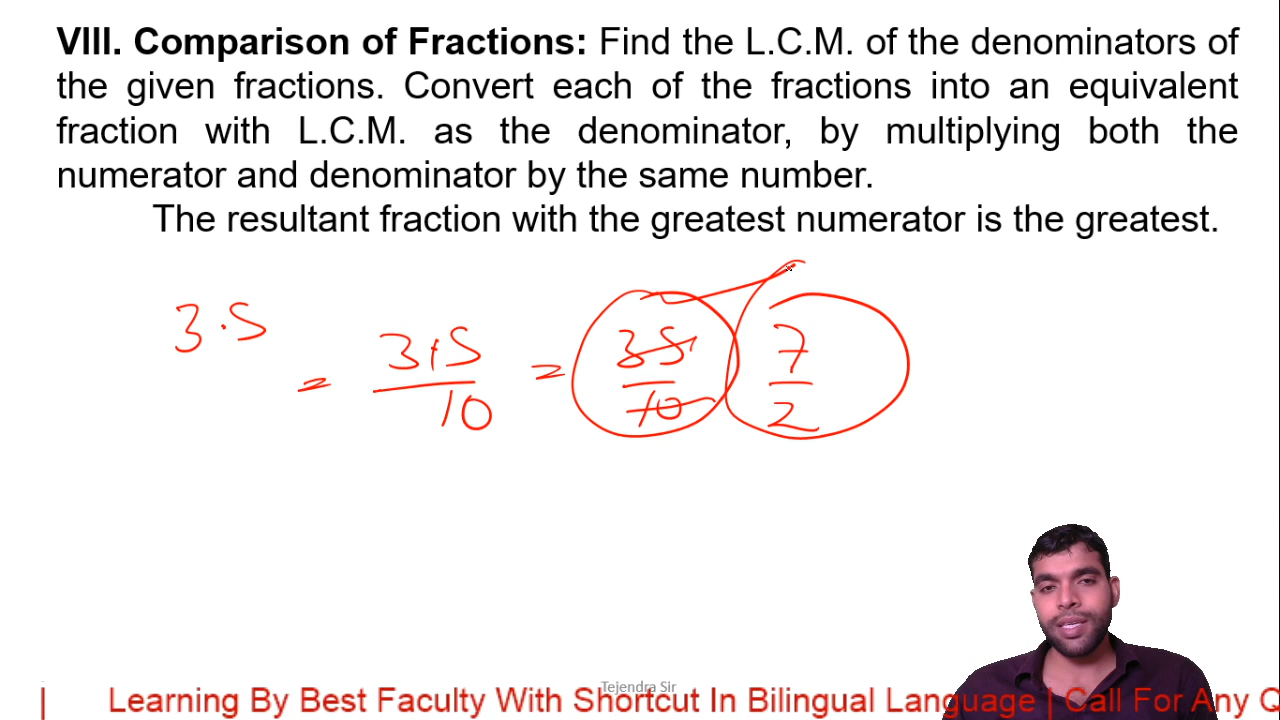 VIII. Comparison of Fractions: Find the L.C.M. of the denominators of
the given fractions. Convert each of the fractions into an equivalent
fraction with L.C.M. as the denominator, by multiplying both the
numerator and denominator by the same number.
The resultant fraction with the greatest numerator is the greatest.
3.5
= 3.5/10 = 35/10 7/2
Tejendra Sir
| Learning By Best Faculty With Shortcut In Bilingual Language | Call For Any Q